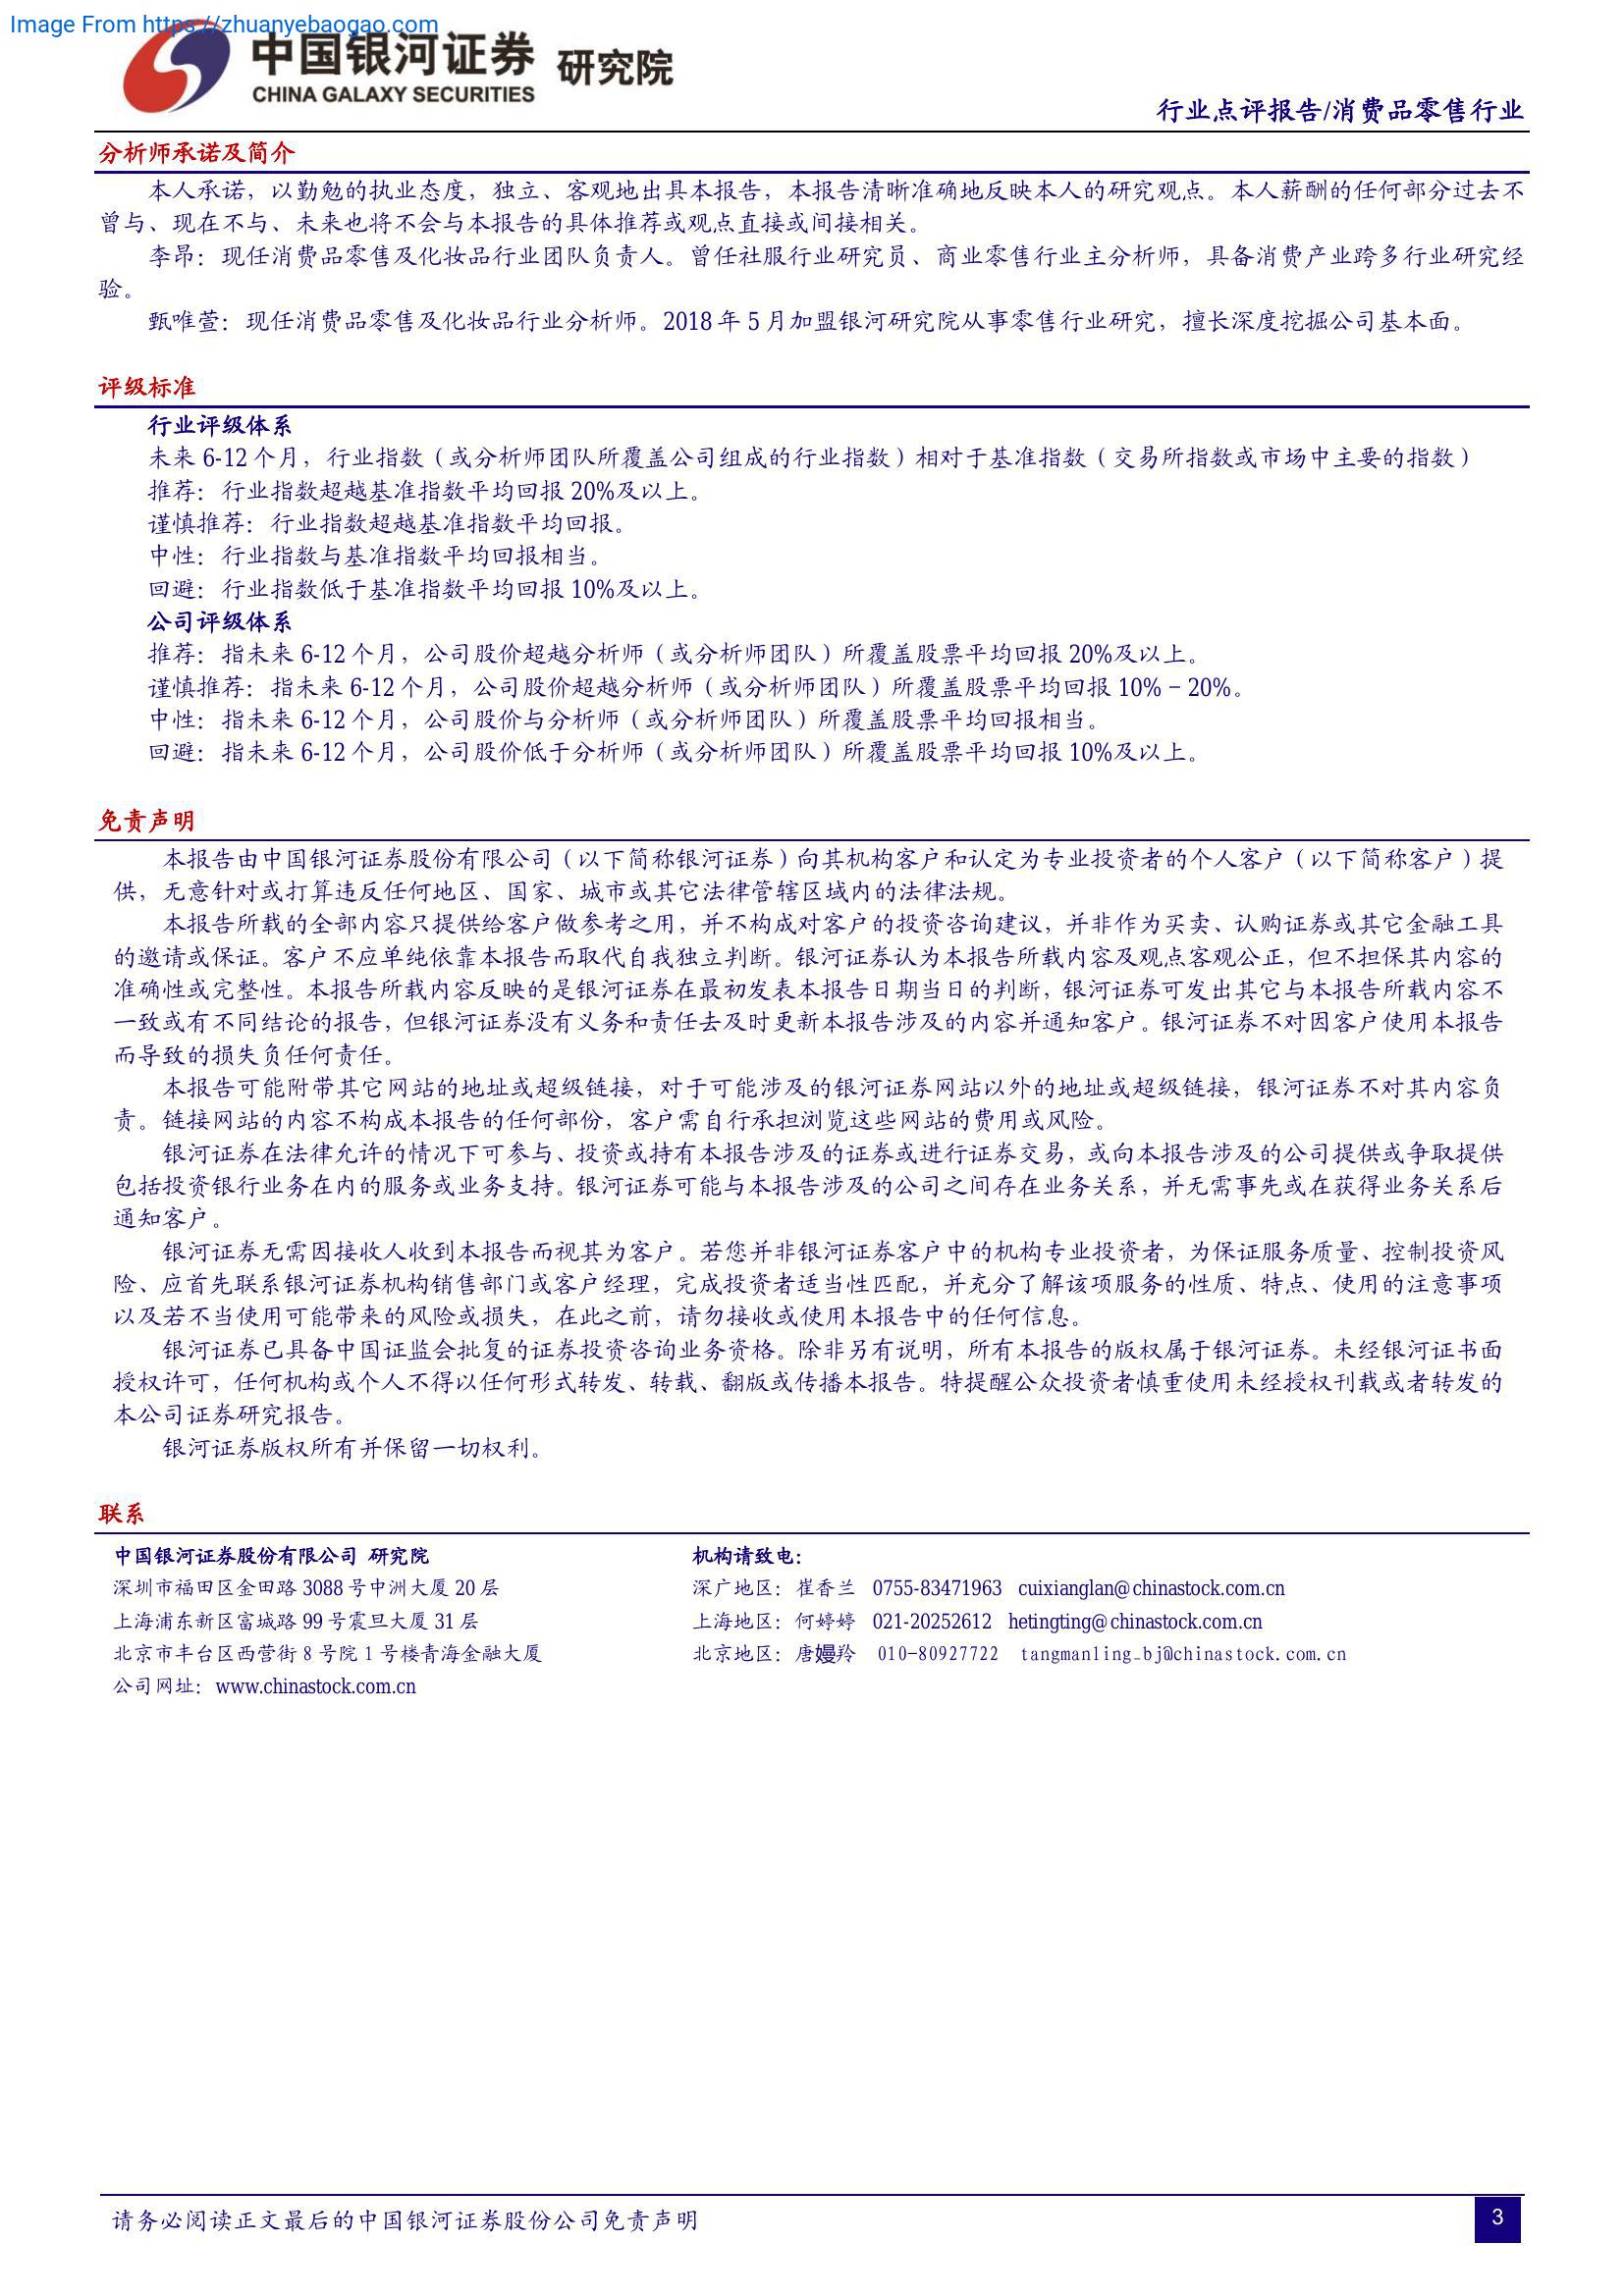 Image From https://zhuanyebaogao.com
中国银河证券 研究院
CHINA GALAXY SECURITIES
行业点评报告/消费品零售行业
分析师承诺及简介
本人承诺，以勤勉的执业态度，独立、客观地出具本报告，本报告清晰准确地反映本人的研究观点。本人薪酬的任何部分过去不
曾与、现在不与、未来也将不会与本报告的具体推荐或观点直接或间接相关。
李昂：现任消费品零售及化妆品行业团队负责人。曾任社服行业研究员、商业零售行业主分析师，具备消费产业跨多行业研究经
验。
甄唯萱：现任消费品零售及化妆品行业分析师。2018 年 5 月加盟银河研究院从事零售行业研究，擅长深度挖掘公司基本面。
评级标准
行业评级体系
未来 6-12 个月，行业指数（或分析师团队所覆盖公司组成的行业指数）相对于基准指数（交易所指数或市场中主要的指数）
推荐：行业指数超越基准指数平均回报 20%及以上。
谨慎推荐：行业指数超越基准指数平均回报。
中性：行业指数与基准指数平均回报相当。
回避：行业指数低于基准指数平均回报 10%及以上。
公司评级体系
推荐：指未来 6-12 个月，公司股价超越分析师（或分析师团队）所覆盖股票平均回报 20%及以上。
谨慎推荐：指未来 6-12 个月，公司股价超越分析师（或分析师团队）所覆盖股票平均回报 10%－20%。
中性：指未来 6-12 个月，公司股价与分析师（或分析师团队）所覆盖股票平均回报相当。
回避：指未来 6-12 个月，公司股价低于分析师（或分析师团队）所覆盖股票平均回报 10%及以上。
免责声明
本报告由中国银河证券股份有限公司（以下简称银河证券）向其机构客户和认定为专业投资者的个人客户（以下简称客户）提
供，无意针对或打算违反任何地区、国家、城市或其它法律管辖区域内的法律法规。
本报告所载的全部内容只提供给客户做参考之用，并不构成对客户的投资咨询建议，并非作为买卖、认购证券或其它金融工具
的邀请或保证。客户不应单纯依靠本报告而取代自我独立判断。银河证券认为本报告所载内容及观点客观公正，但不担保其内容的
准确性或完整性。本报告所载内容反映的是银河证券在最初发表本报告日期当日的判断，银河证券可发出其它与本报告所载内容不
一致或有不同结论的报告，但银河证券没有义务和责任去及时更新本报告涉及的内容并通知客户。银河证券不对因客户使用本报告
而导致的损失负任何责任。
本报告可能附带其它网站的地址或超级链接，对于可能涉及的银河证券网站以外的地址或超级链接，银河证券不对其内容负
责。链接网站的内容不构成本报告的任何部份，客户需自行承担浏览这些网站的费用或风险。
银河证券在法律允许的情况下可参与、投资或持有本报告涉及的证券或进行证券交易，或向本报告涉及的公司提供或争取提供
包括投资银行业务在内的服务或业务支持。银河证券可能与本报告涉及的公司之间存在业务关系，并无需事先或在获得业务关系后
通知客户。
银河证券无需因接收人收到本报告而视其为客户。若您并非银河证券客户中的机构专业投资者，为保证服务质量、控制投资风
险、应首先联系银河证券机构销售部门或客户经理，完成投资者适当性匹配，并充分了解该项服务的性质、特点、使用的注意事项
以及若不当使用可能带来的风险或损失，在此之前，请勿接收或使用本报告中的任何信息。
银河证券已具备中国证监会批复的证券投资咨询业务资格。除非另有说明，所有本报告的版权属于银河证券。未经银河证书面
授权许可，任何机构或个人不得以任何形式转发、转载、翻版或传播本报告。特提醒公众投资者慎重使用未经授权刊载或者转发的
本公司证券研究报告。
银河证券版权所有并保留一切权利。
联系
中国银河证券股份有限公司 研究院
深圳市福田区金田路 3088 号中洲大厦 20 层
上海浦东新区富城路 99 号震旦大厦 31 层
北京市丰台区西营街 8 号院 1 号楼青海金融大厦
公司网址：www.chinastock.com.cn
机构请致电：
深广地区：崔香兰 0755-83471963 cuixianglan@chinastock.com.cn
上海地区：何婷婷 021-20252612 hetingting@chinastock.com.cn
北京地区：唐嫚羚 010-80927722 tangmanling_bj@chinastock.com.cn
请务必阅读正文最后的中国银河证券股份公司免责声明
3